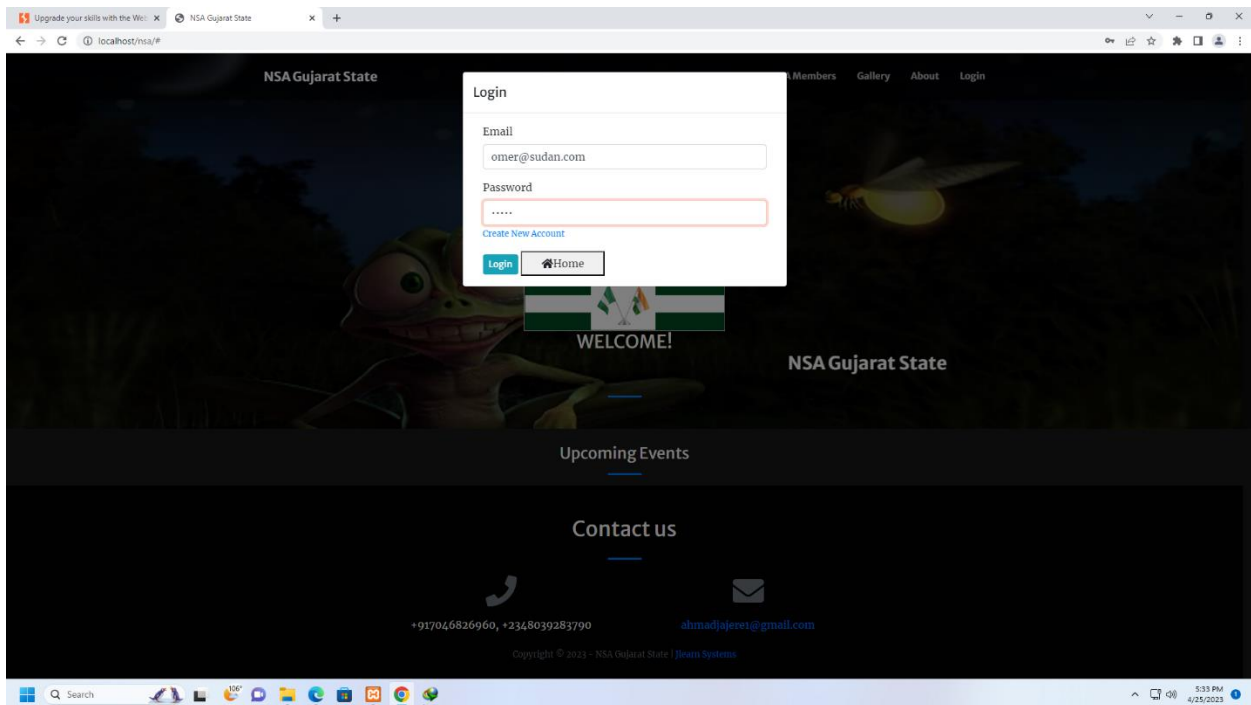 Upgrade your skills with the Web
NSA Gujarat State
localhost/nsa/#
NSA Gujarat State
Members Gallery About Login
Login
Email
omer@sudan.com
Password
.....
Create New Account
Login Home
WELCOME!
NSA Gujarat State
Upcoming Events
Contact us
+917046826960, +2348039283790
ahmadjajere1@gmail.com
Copyright © 2023 - NSA Gujarat State | Jlearn Systems
Search
106°
5:33 PM
4/25/2023